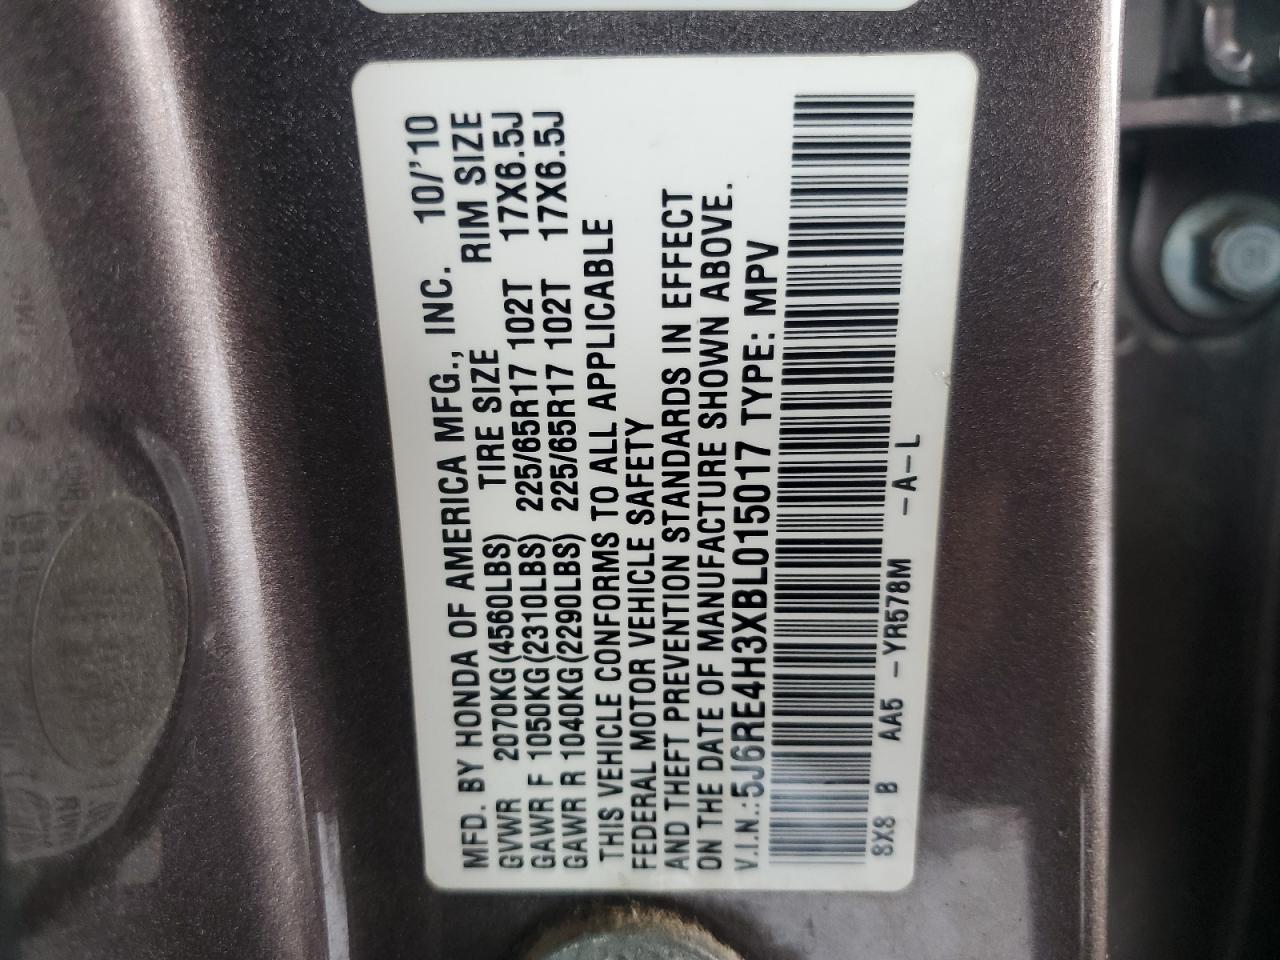 MFD. BY HONDA OF AMERICA MFG., INC. 10/'10
GVWR 2070KG(4560LBS) TIRE SIZE RIM SIZE
GAWR F 1050KG(2310LBS) 225/65R17 102T 17X6.5J
GAWR R 1040KG(2290LBS) 225/65R17 102T 17X6.5J
THIS VEHICLE CONFORMS TO ALL APPLICABLE
FEDERAL MOTOR VEHICLE SAFETY
AND THEFT PREVENTION STANDARDS IN EFFECT
ON THE DATE OF MANUFACTURE SHOWN ABOVE.
V.I.N.:5J6RE4H3XBL015017 TYPE: MPV
8X8 B AA5 -YR578M -A-L